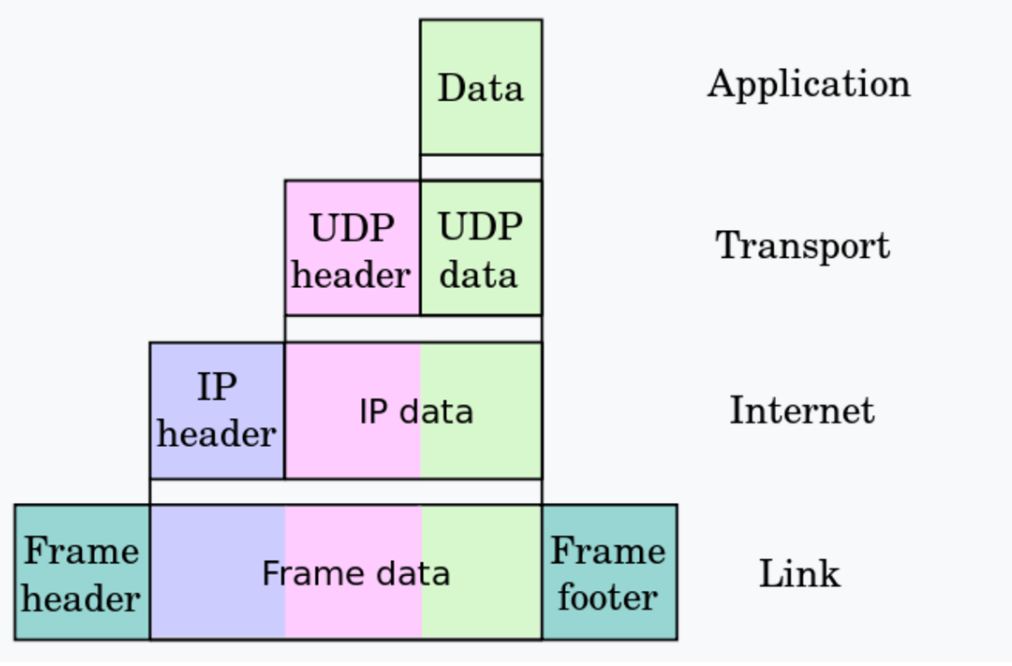 Data
Application
UDP
header
UDP
data
Transport
IP
header
IP data
Internet
Frame
header
Frame data
Frame
footer
Link